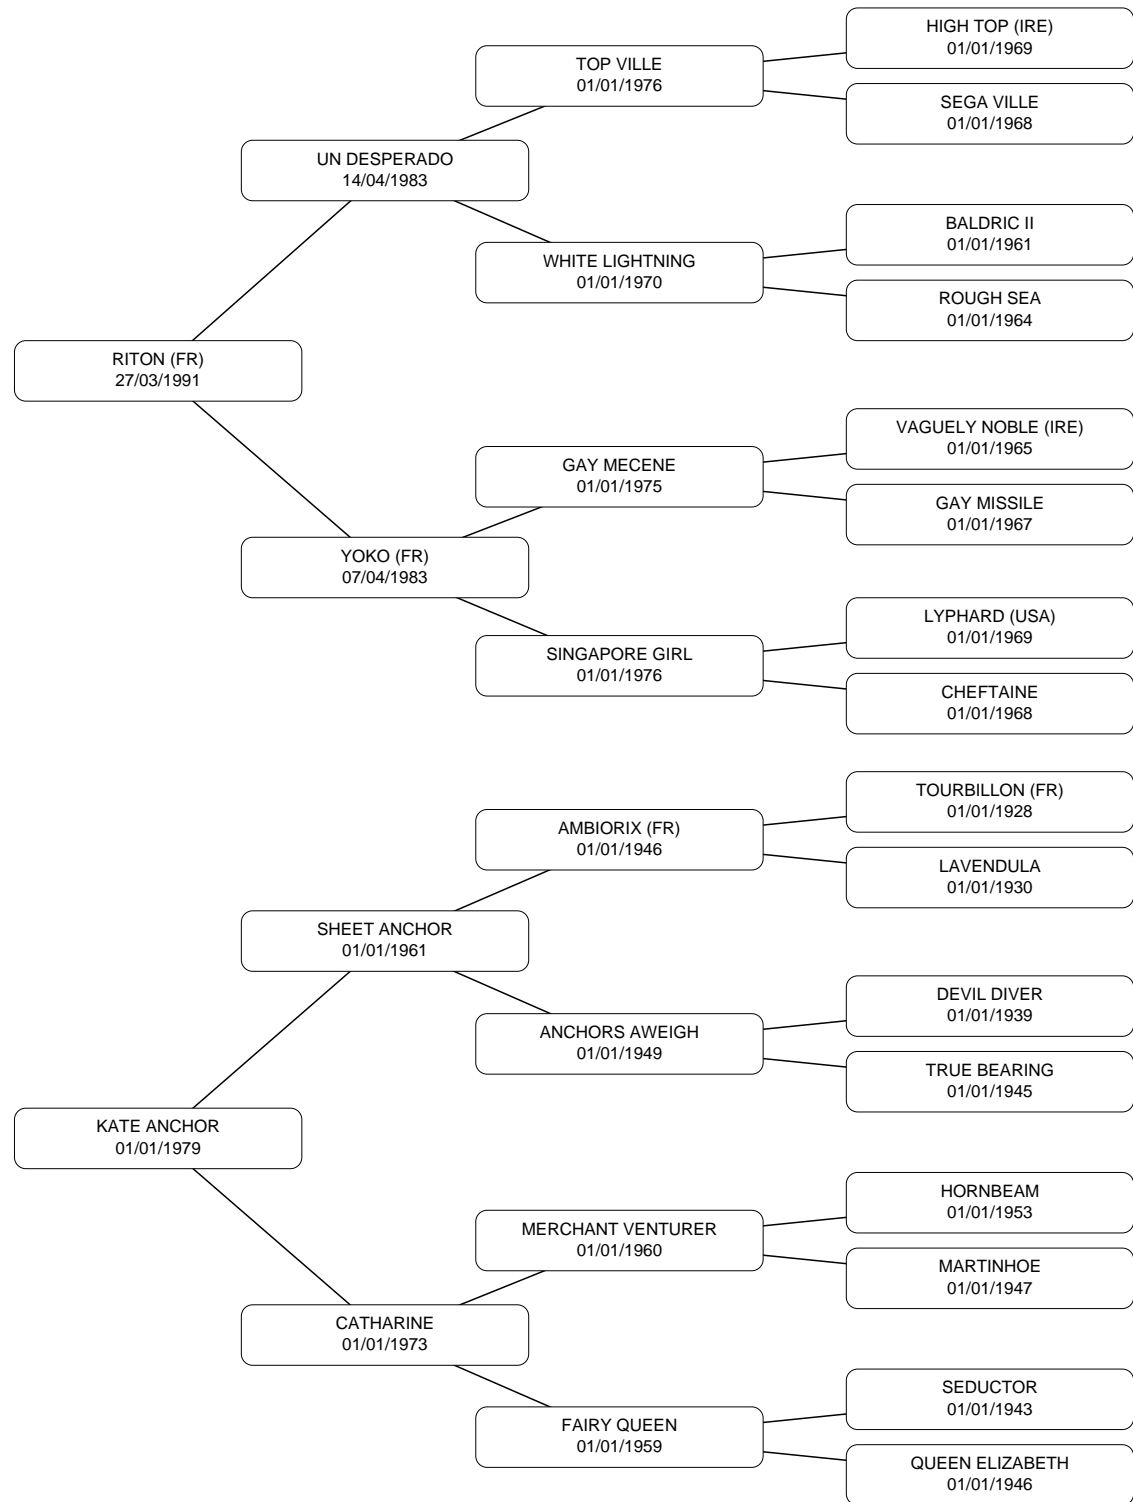 HIGH TOP (IRE)
01/01/1969
TOP VILLE
01/01/1976
SEGA VILLE
01/01/1968
UN DESPERADO
14/04/1983
BALDRIC II
01/01/1961
WHITE LIGHTNING
01/01/1970
ROUGH SEA
01/01/1964
RITON (FR)
27/03/1991
VAGUELY NOBLE (IRE)
01/01/1965
GAY MECENE
01/01/1975
GAY MISSILE
01/01/1967
YOKO (FR)
07/04/1983
LYPHARD (USA)
01/01/1969
SINGAPORE GIRL
01/01/1976
CHEFTAINE
01/01/1968
TOURBILLON (FR)
01/01/1928
AMBIORIX (FR)
01/01/1946
LAVENDULA
01/01/1930
SHEET ANCHOR
01/01/1961
DEVIL DIVER
01/01/1939
ANCHORS AWEIGH
01/01/1949
TRUE BEARING
01/01/1945
KATE ANCHOR
01/01/1979
HORNBEAM
01/01/1953
MERCHANT VENTURER
01/01/1960
MARTINHOE
01/01/1947
CATHARINE
01/01/1973
SEDUCTOR
01/01/1943
FAIRY QUEEN
01/01/1959
QUEEN ELIZABETH
01/01/1946